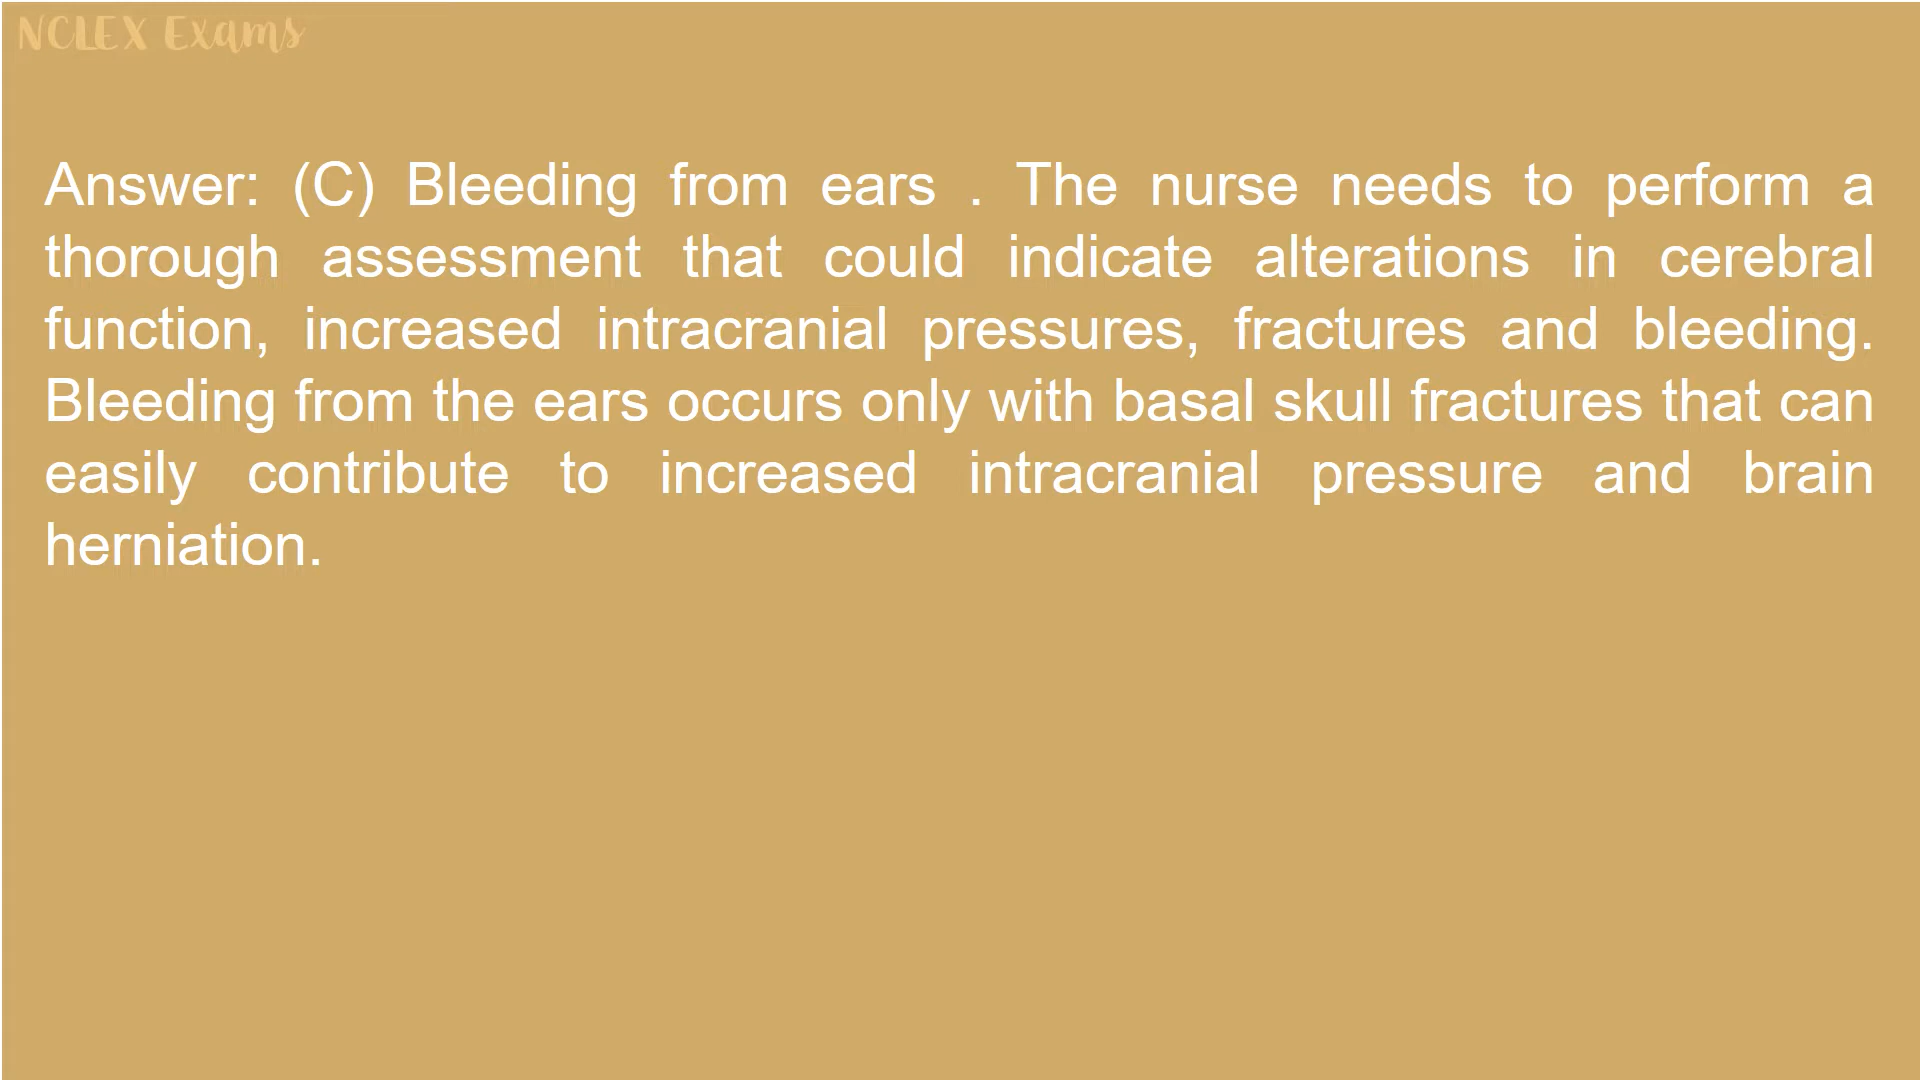 NCLEX Exams
Answer: (C) Bleeding from ears . The nurse needs to perform a
thorough assessment that could indicate alterations in cerebral
function, increased intracranial pressures, fractures and bleeding.
Bleeding from the ears occurs only with basal skull fractures that can
easily contribute to increased intracranial pressure and brain
herniation.